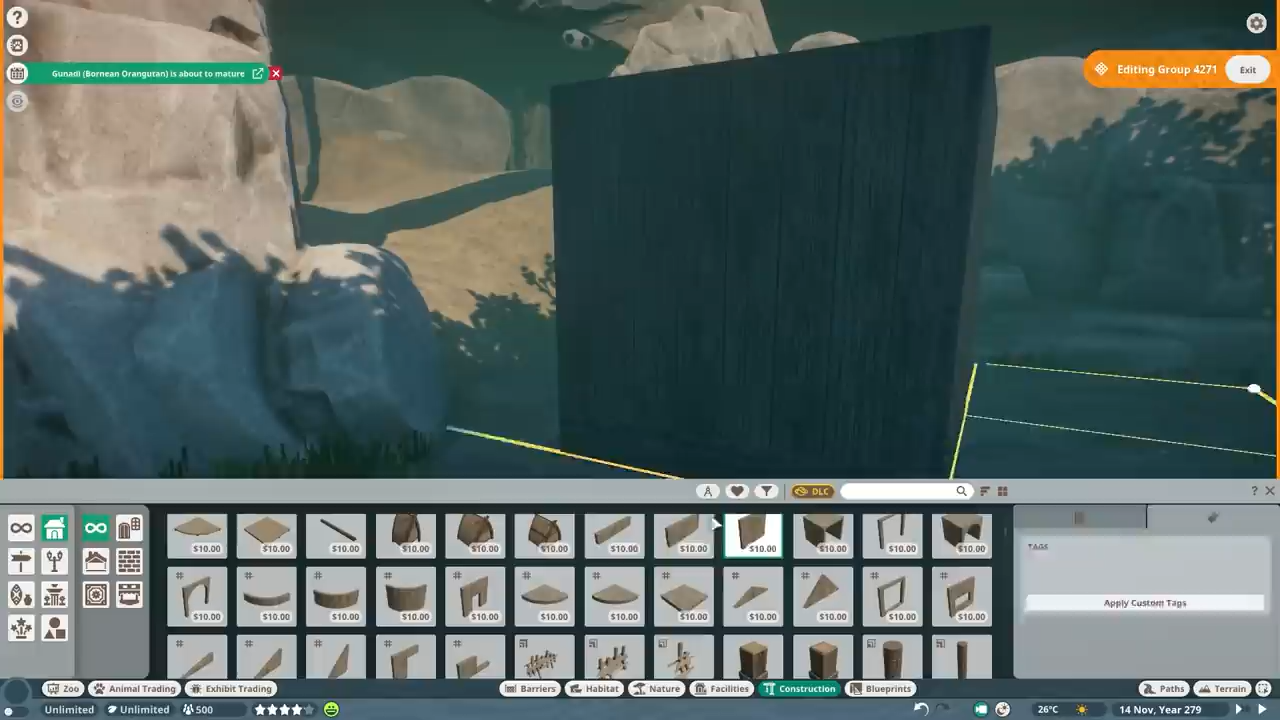 ?
Gunadi (Bornean Orangutan) is about to mature
Editing Group 4271
Exit
DLC
?
$10.00 $10.00 $10.00 $10.00 $10.00 $10.00 $10.00 $10.00 $10.00 $10.00 $10.00 $10.00
$10.00 $10.00 $10.00 $10.00 $10.00 $10.00 $10.00 $10.00 $10.00 $10.00 $10.00 $10.00
TAGS
Apply Custom Tags
Zoo Animal Trading Exhibit Trading Barriers Habitat Nature Facilities Construction Blueprints Paths Terrain
Unlimited Unlimited 500 26°C 14 Nov, Year 279